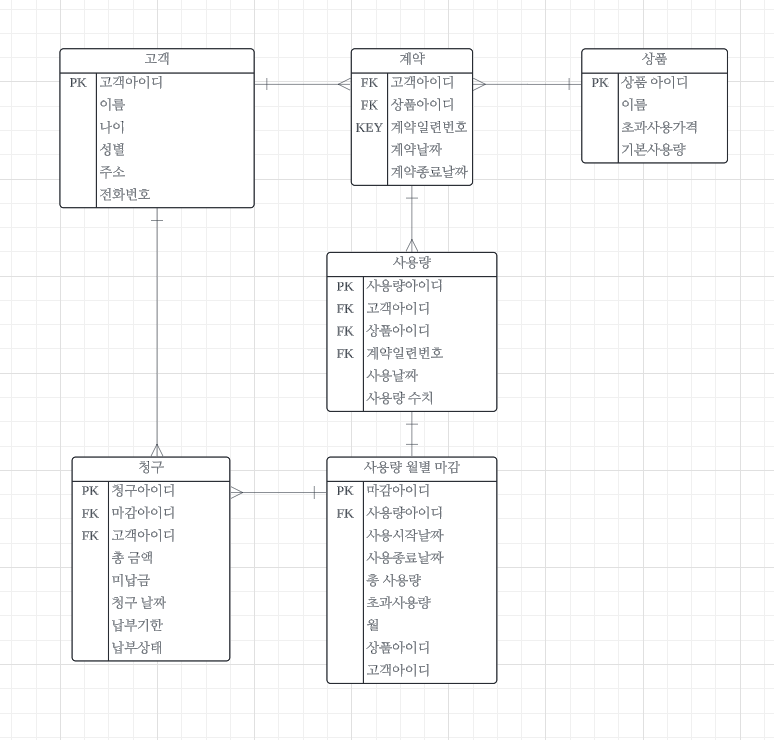 고객
PK 고객아이디
이름
나이
성별
주소
전화번호
계약
FK 고객아이디
FK 상품아이디
KEY 계약일련번호
계약날짜
계약종료날짜
상품
PK 상품 아이디
이름
초과사용가격
기본사용량
사용량
PK 사용량아이디
FK 고객아이디
FK 상품아이디
FK 계약일련번호
사용날짜
사용량 수치
청구
PK 청구아이디
FK 마감아이디
FK 고객아이디
총 금액
미납금
청구 날짜
납부기한
납부상태
사용량 월별 마감
PK 마감아이디
FK 사용량아이디
사용시작날짜
사용종료날짜
총 사용량
초과사용량
월
상품아이디
고객아이디